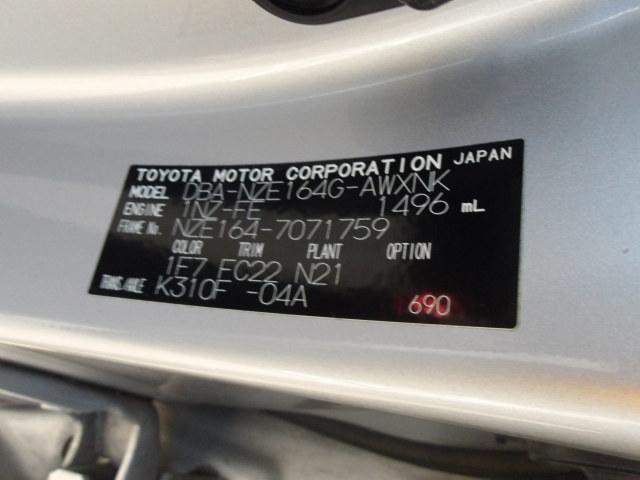 TOYOTA MOTOR CORPORATION JAPAN
MODEL DBA-NZE164G-AWXNK
ENGINE 1NZ-FE 1496 mL
FRAME No. NZE164-7071759
COLOR TRIM PLANT OPTION
1F7 FC22 N21
TRANS/AXLE K310F -04A
690